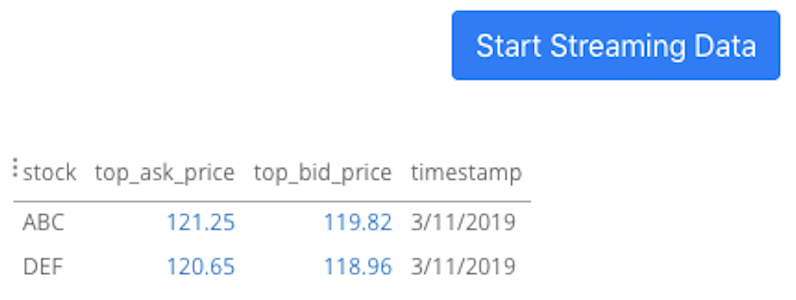 Start Streaming Data
stock top_ask_price top_bid_price timestamp
ABC 121.25 119.82 3/11/2019
DEF 120.65 118.96 3/11/2019